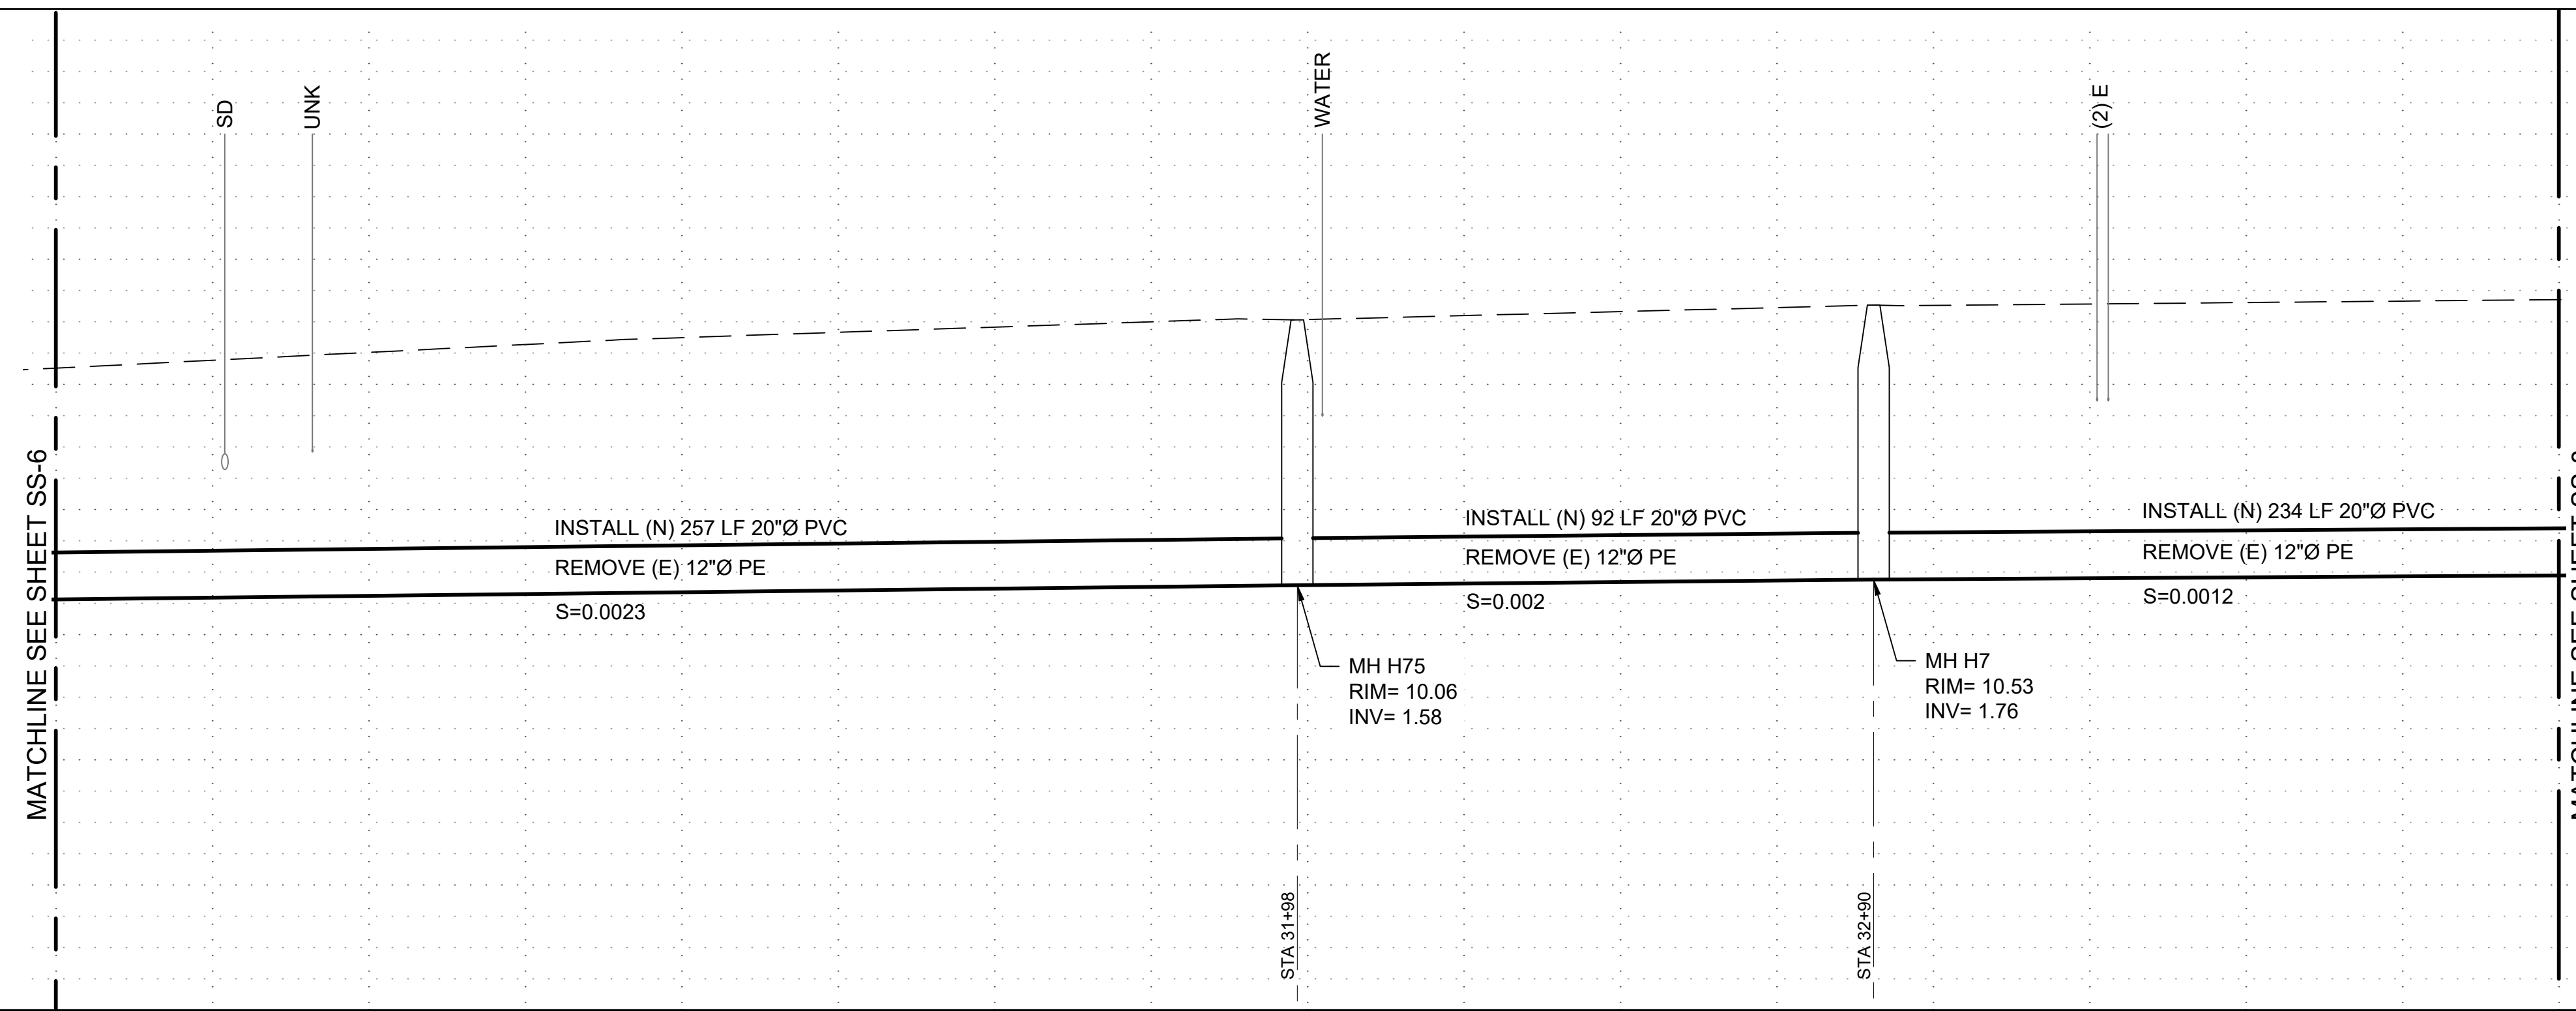 SD
UNK
WATER
(2) E
MATCHLINE SEE SHEET SS-6
INSTALL (N) 257 LF 20"Ø PVC
REMOVE (E) 12"Ø PE
S=0.0023
INSTALL (N) 92 LF 20"Ø PVC
REMOVE (E) 12"Ø PE
S=0.002
INSTALL (N) 234 LF 20"Ø PVC
REMOVE (E) 12"Ø PE
S=0.0012
MH H75
RIM= 10.06
INV= 1.58
MH H7
RIM= 10.53
INV= 1.76
STA 31+98
STA 32+90
MATCHLINE SEE SHEET